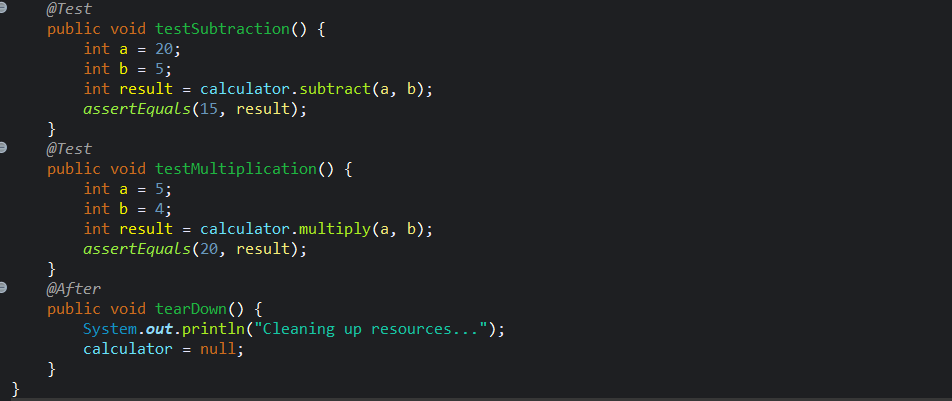 @Test
public void testSubtraction() {
int a = 20;
int b = 5;
int result = calculator.subtract(a, b);
assertEquals(15, result);
}
@Test
public void testMultiplication() {
int a = 5;
int b = 4;
int result = calculator.multiply(a, b);
assertEquals(20, result);
}
@After
public void tearDown() {
System.out.println("Cleaning up resources...");
calculator = null;
}
}